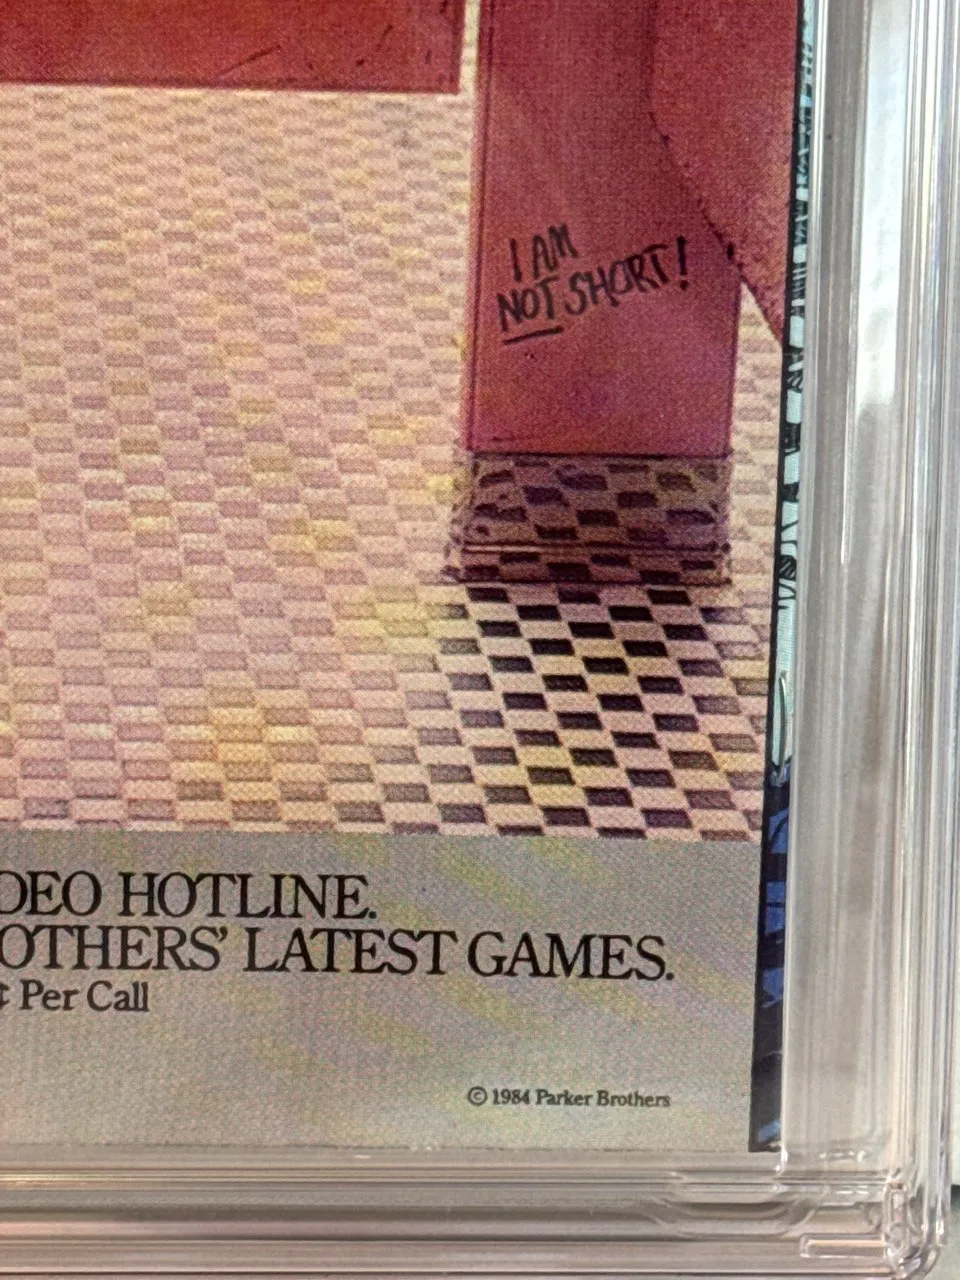 I AM
NOT SHORT!
DEO HOTLINE.
OTHERS' LATEST GAMES.
¢ Per Call
© 1984 Parker Brothers